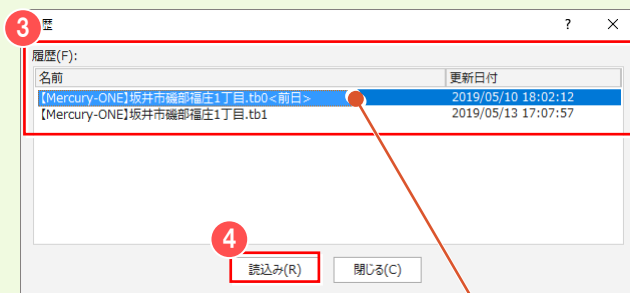 3
歴 ? ×
履歴(F):
名前 更新日付
【Mercury-ONE】坂井市磯部福庄1丁目.tb0<前日> 2019/05/10 18:02:12
【Mercury-ONE】坂井市磯部福庄1丁目.tb1 2019/05/13 17:07:57
4
読込み(R) 閉じる(C)